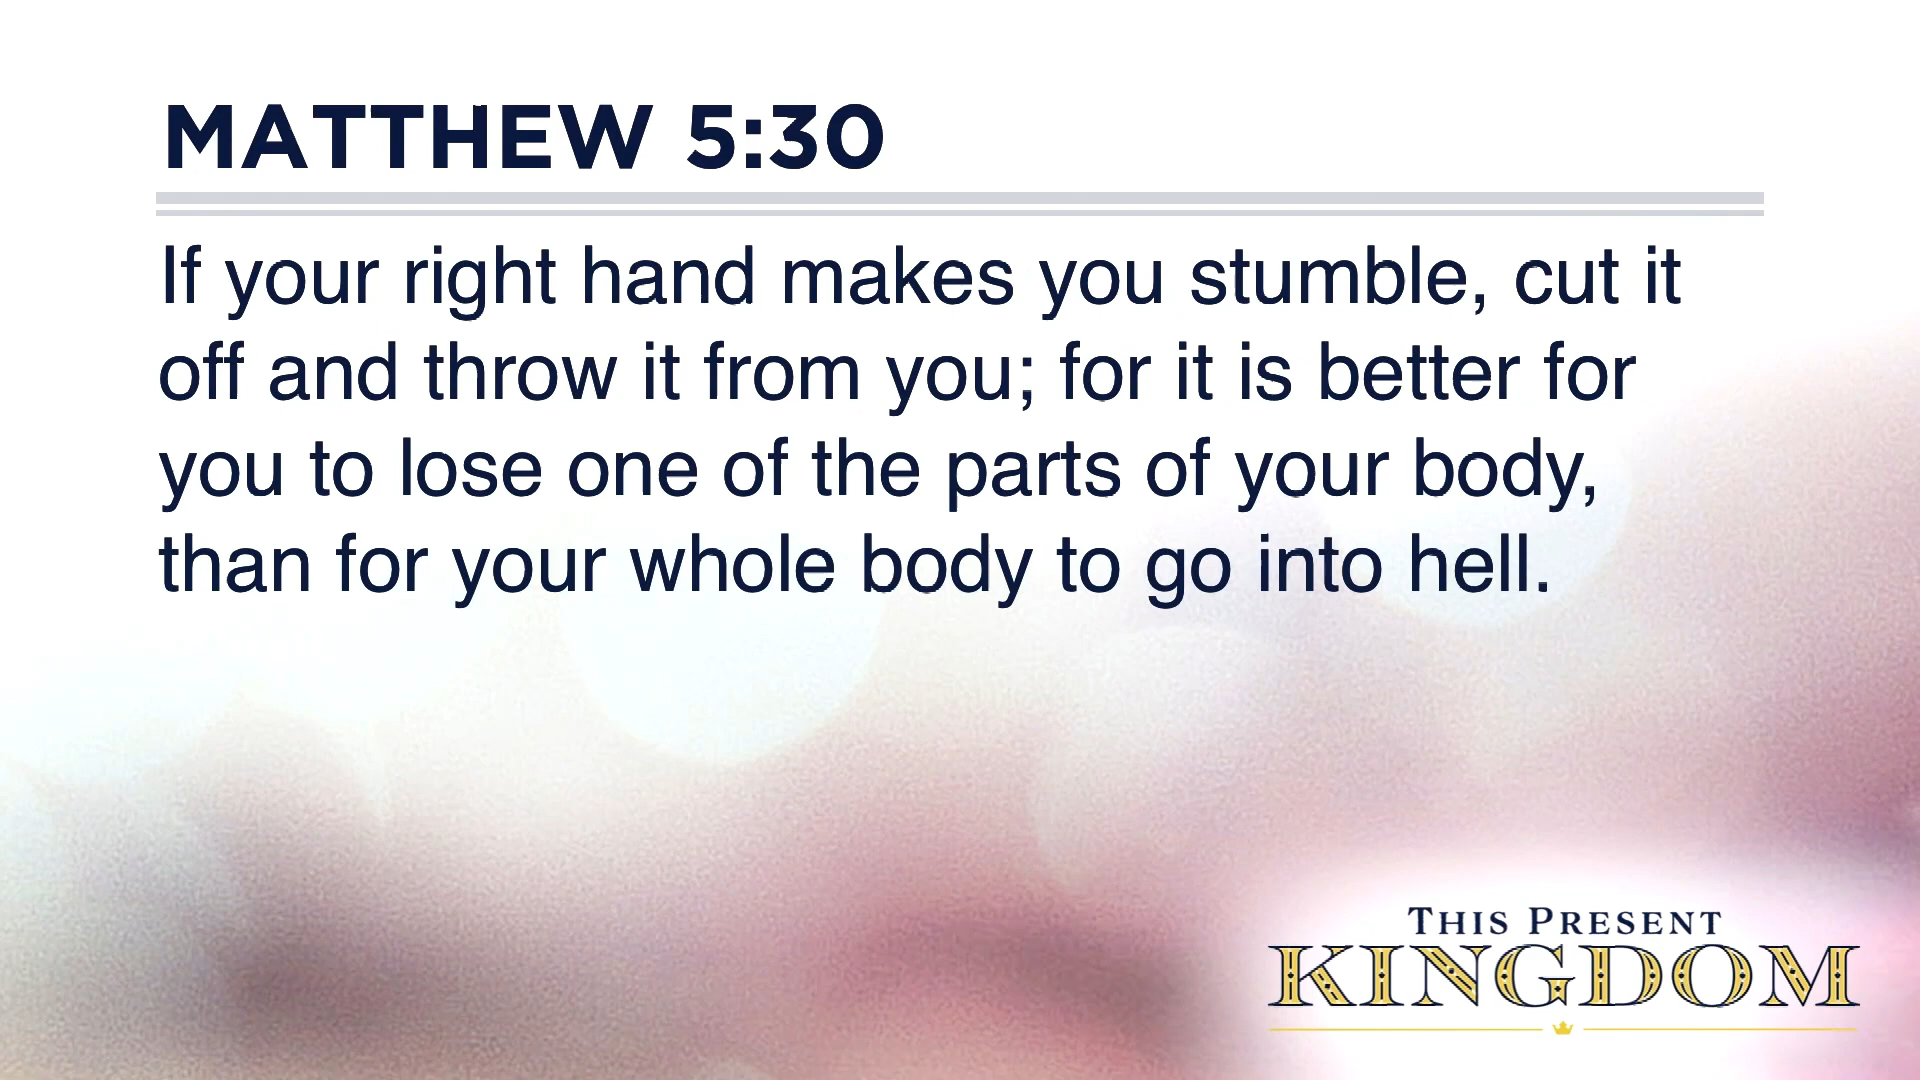 MATTHEW 5:30
If your right hand makes you stumble, cut it
off and throw it from you; for it is better for
you to lose one of the parts of your body,
than for your whole body to go into hell.
THIS PRESENT
KINGDOM